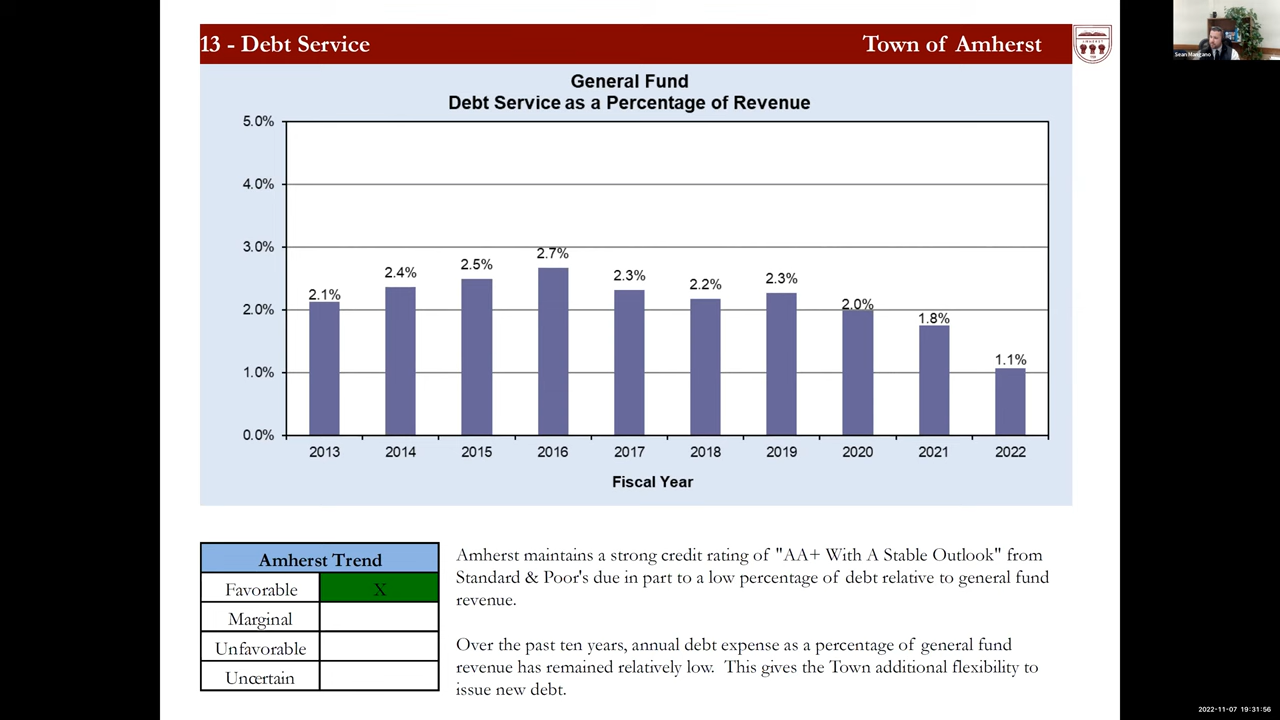 13 - Debt Service
Town of Amherst
Sean Mangano
General Fund
Debt Service as a Percentage of Revenue
5.0%
4.0%
3.0%
2.0%
1.0%
0.0%
2.1%
2.4%
2.5%
2.7%
2.3%
2.2%
2.3%
2.0%
1.8%
1.1%
2013 2014 2015 2016 2017 2018 2019 2020 2021 2022
Fiscal Year
Amherst Trend
Favorable X
Marginal
Unfavorable
Uncertain
Amherst maintains a strong credit rating of "AA+ With A Stable Outlook" from
Standard & Poor's due in part to a low percentage of debt relative to general fund
revenue.
Over the past ten years, annual debt expense as a percentage of general fund
revenue has remained relatively low. This gives the Town additional flexibility to
issue new debt.
2022-11-07 19:31:56